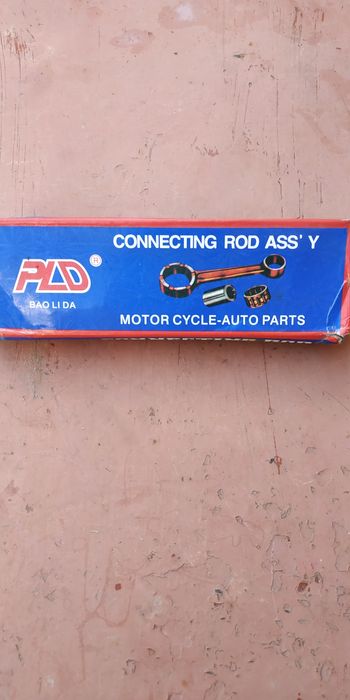 CONNECTING ROD ASS' Y
PLD ®
BAO LI DA
MOTOR CYCLE-AUTO PARTS